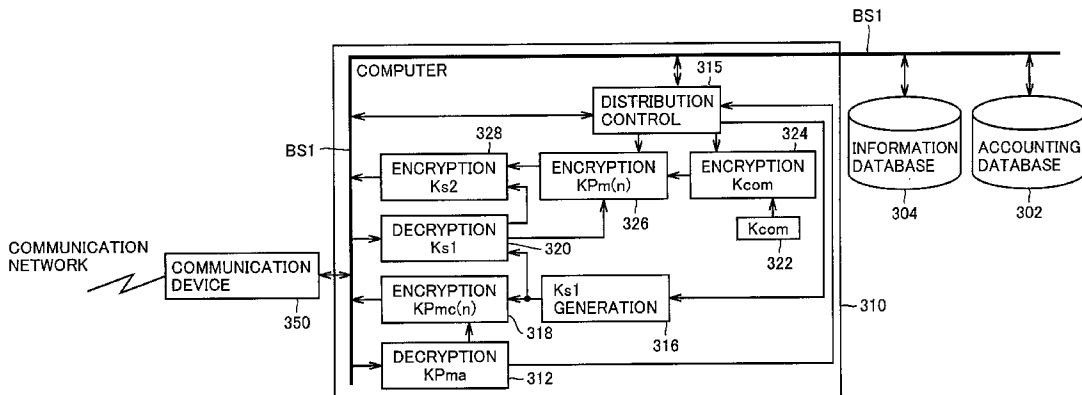 BS1
COMPUTER
315
DISTRIBUTION
CONTROL
328
324
BS1
ENCRYPTION
Ks2
ENCRYPTION
KPm(n)
ENCRYPTION
Kcom
INFORMATION
DATABASE
ACCOUNTING
DATABASE
326
304
302
DECRYPTION
Ks1
320
Kcom
322
COMMUNICATION
NETWORK
COMMUNICATION
DEVICE
350
ENCRYPTION
KPmc(n)
318
Ks1
GENERATION
316
310
DECRYPTION
KPma
312